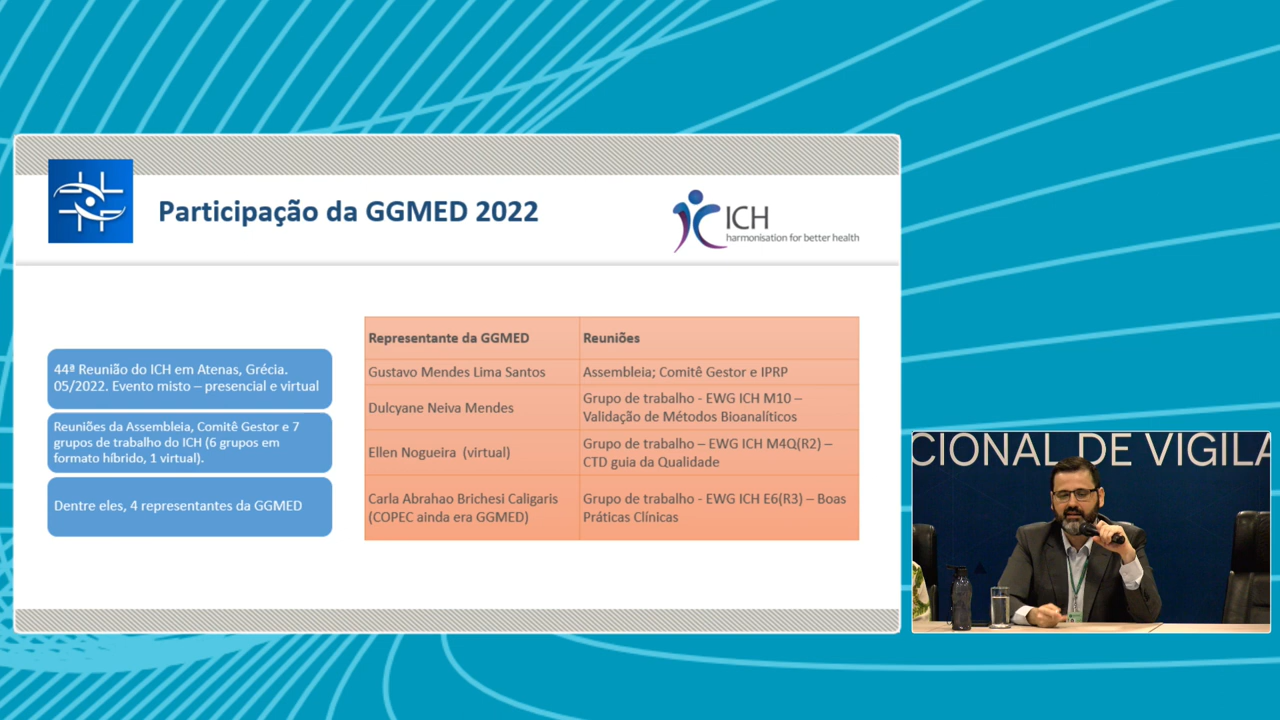 Participação da GGMED 2022
ICH
harmonisation for better health
44ª Reunião do ICH em Atenas, Grécia.
05/2022. Evento misto – presencial e virtual
Reuniões da Assembleia, Comitê Gestor e 7
grupos de trabalho do ICH (6 grupos em
formato híbrido, 1 virtual).
Dentre eles, 4 representantes da GGMED
Representante da GGMED
Reuniões
Gustavo Mendes Lima Santos
Assembleia; Comitê Gestor e IPRP
Dulcyane Neiva Mendes
Grupo de trabalho - EWG ICH M10 –
Validação de Métodos Bioanalíticos
Ellen Nogueira (virtual)
Grupo de trabalho – EWG ICH M4Q(R2) –
CTD guia da Qualidade
Carla Abrahao Brichesi Caligaris
(COPEC ainda era GGMED)
Grupo de trabalho - EWG ICH E6(R3) – Boas
Práticas Clínicas
CIONAL DE VIGILA